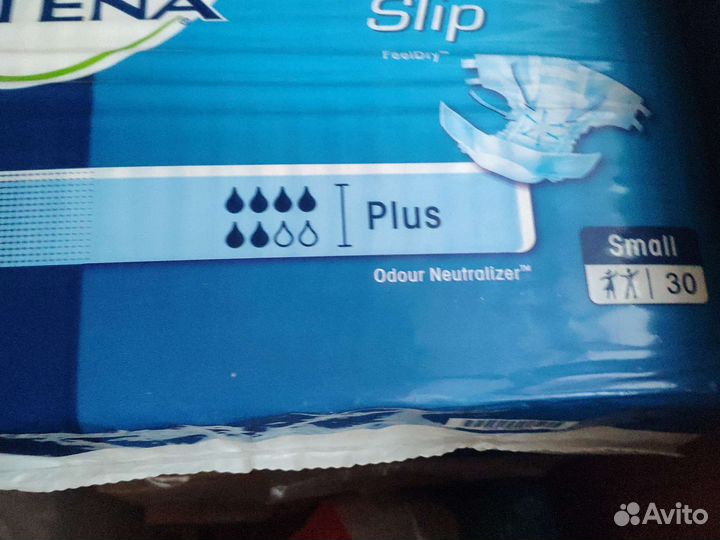 TENA
Slip
FeelDry™
Plus
Odour Neutralizer™
Small
30
Avito